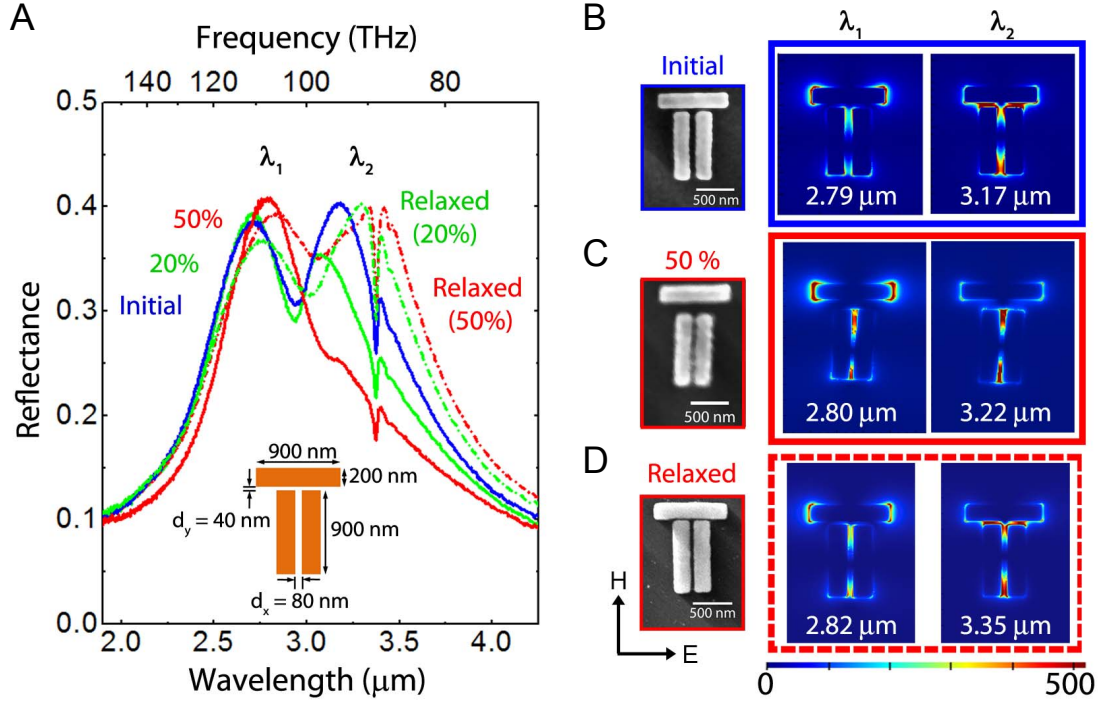 A
Frequency (THz)
140 120 100 80
0.5
0.4
0.3
0.2
0.1
0.0
Reflectance
λ1
λ2
50%
20%
Initial
Relaxed
(20%)
Relaxed
(50%)
900 nm
200 nm
dy = 40 nm
900 nm
dx = 80 nm
2.0 2.5 3.0 3.5 4.0
Wavelength (μm)
B
λ1 λ2
Initial
500 nm
2.79 μm
3.17 μm
C
50 %
500 nm
2.80 μm
3.22 μm
D
Relaxed
500 nm
2.82 μm
3.35 μm
H
E
0 500